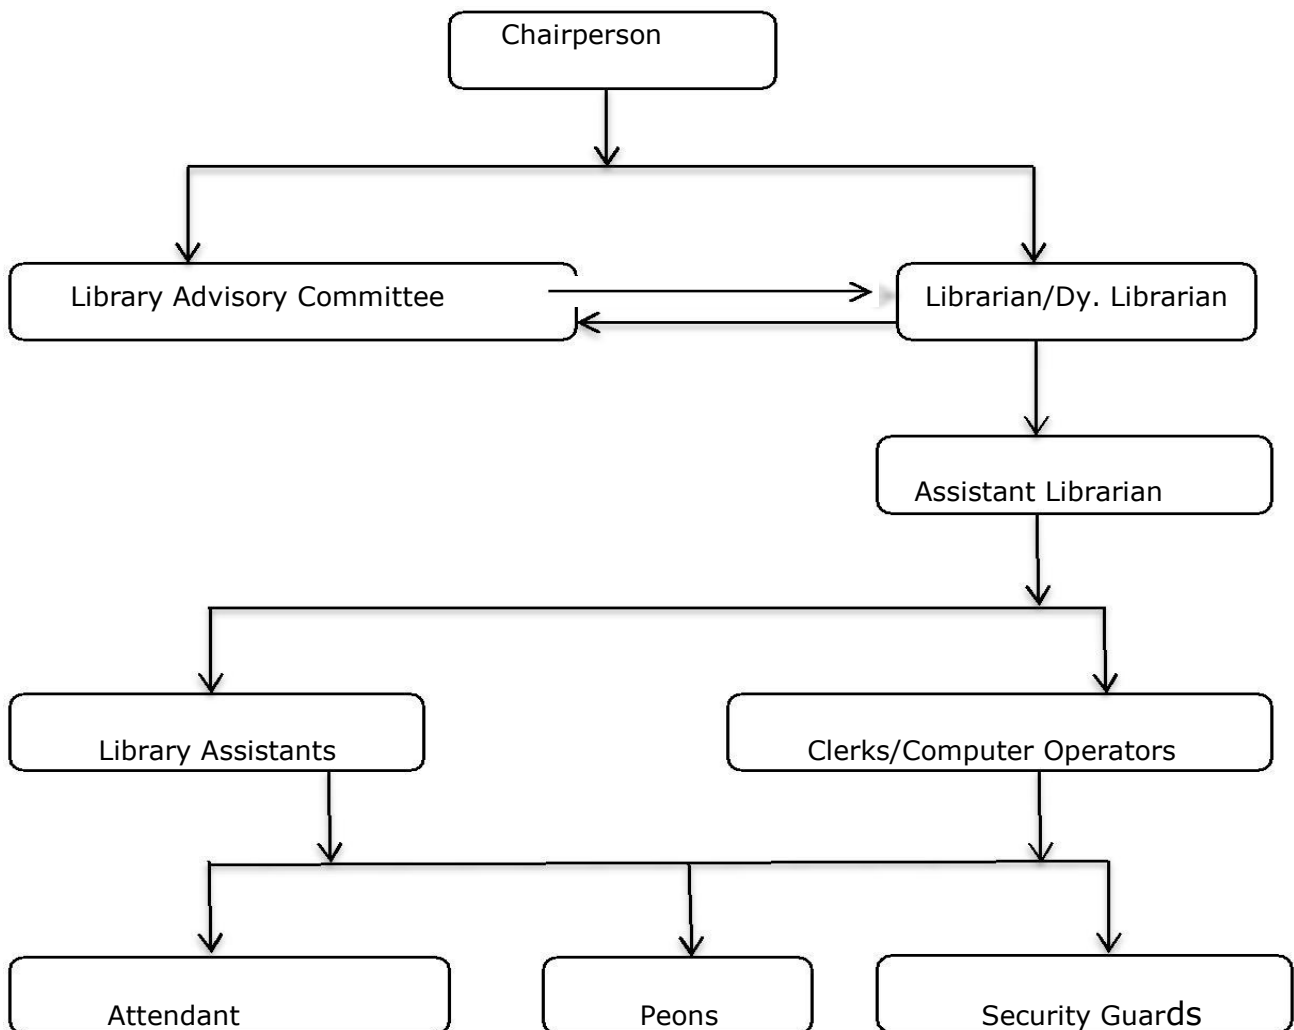 Chairperson
Library Advisory Committee
Librarian/Dy. Librarian
Assistant Librarian
Library Assistants
Clerks/Computer Operators
Attendant
Peons
Security Guards